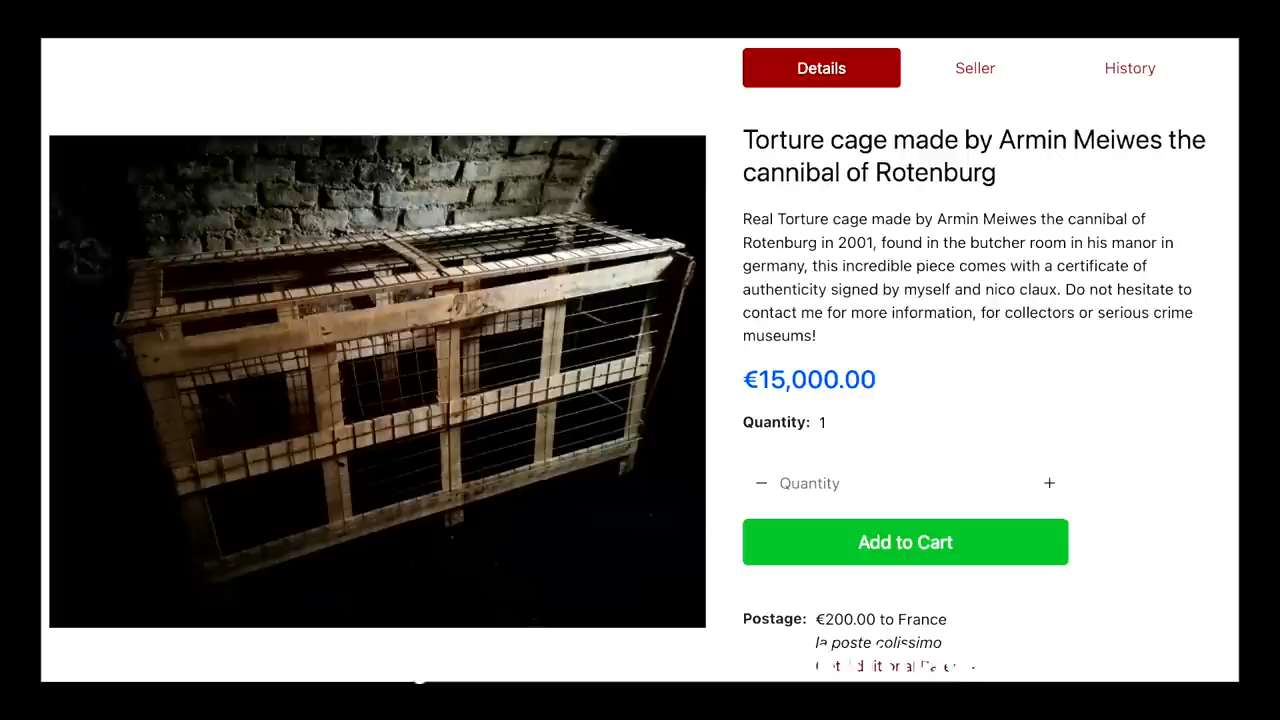 Details
Seller
History
Torture cage made by Armin Meiwes the
cannibal of Rotenburg
Real Torture cage made by Armin Meiwes the cannibal of
Rotenburg in 2001, found in the butcher room in his manor in
germany, this incredible piece comes with a certificate of
authenticity signed by myself and nico claux. Do not hesitate to
contact me for more information, for collectors or serious crime
museums!
€15,000.00
Quantity: 1
− Quantity +
Add to Cart
Postage: €200.00 to France
la poste colissimo